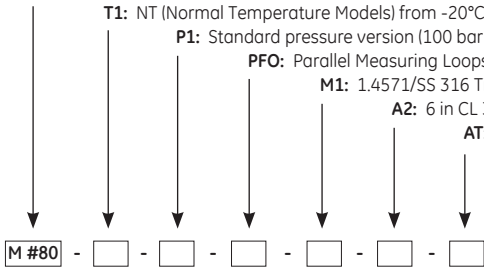 T1: NT (Normal Temperature Models) from -20°C
P1: Standard pressure version (100 bar
PFO: Parallel Measuring Loops
M1: 1.4571/SS 316 T
A2: 6 in CL 3
AT
M #80 - - - - - -